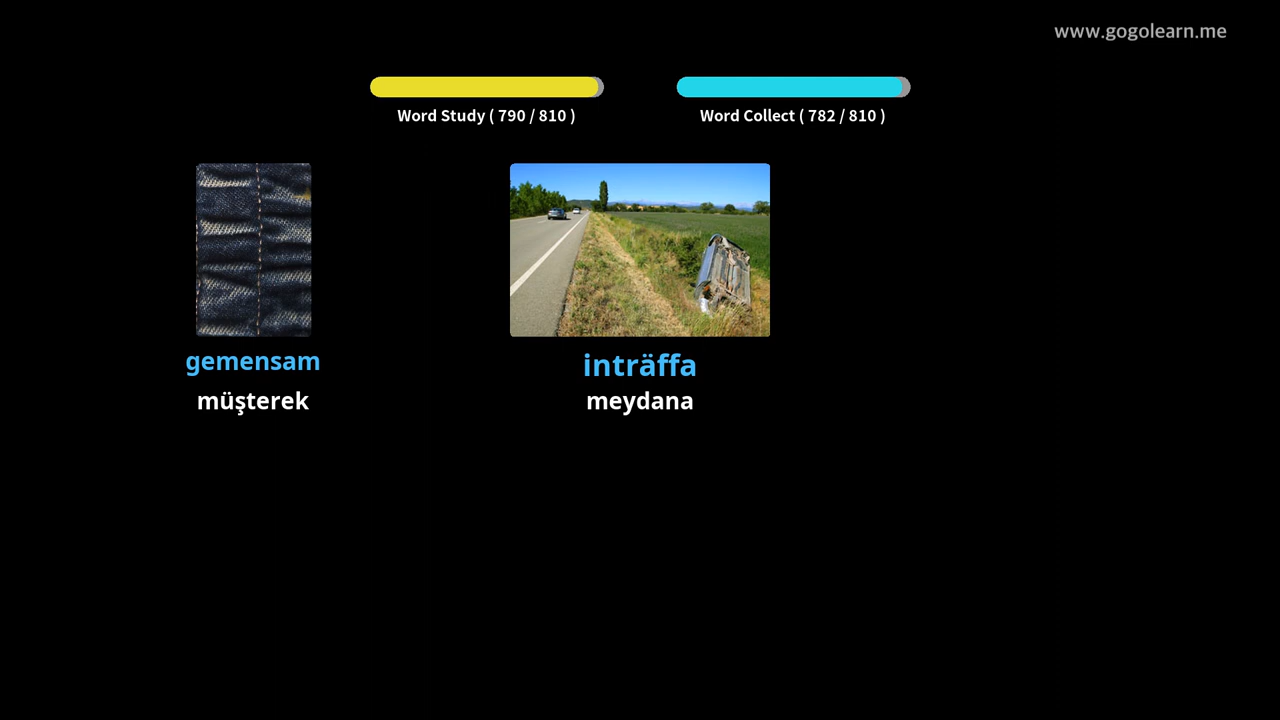 www.gogolearn.me
Word Study ( 790 / 810 )
Word Collect ( 782 / 810 )
gemensam
müşterek
inträffa
meydana